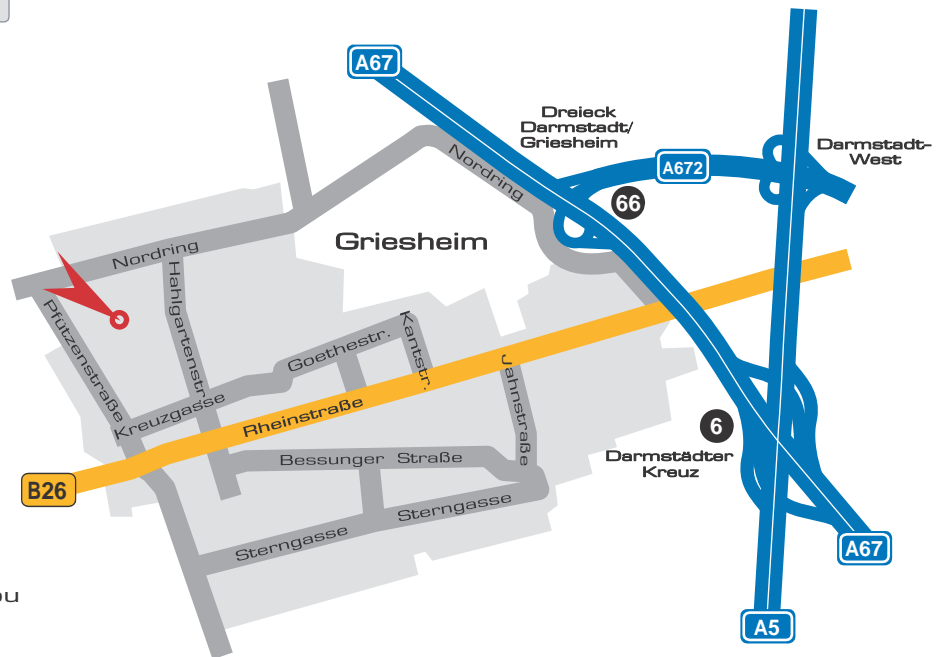 A67
Dreieck
Darmstadt/
Griesheim
Darmstadt-
West
A672
Nordring
66
Griesheim
Nordring
Hahlgartenstr.
Pfützenstraße
Kantstr.
Goethestr.
Jahnstraße
Kreuzgasse
Rheinstraße
6
Darmstädter
Kreuz
Bessunger Straße
B26
Sterngasse
Sterngasse
A67
A5